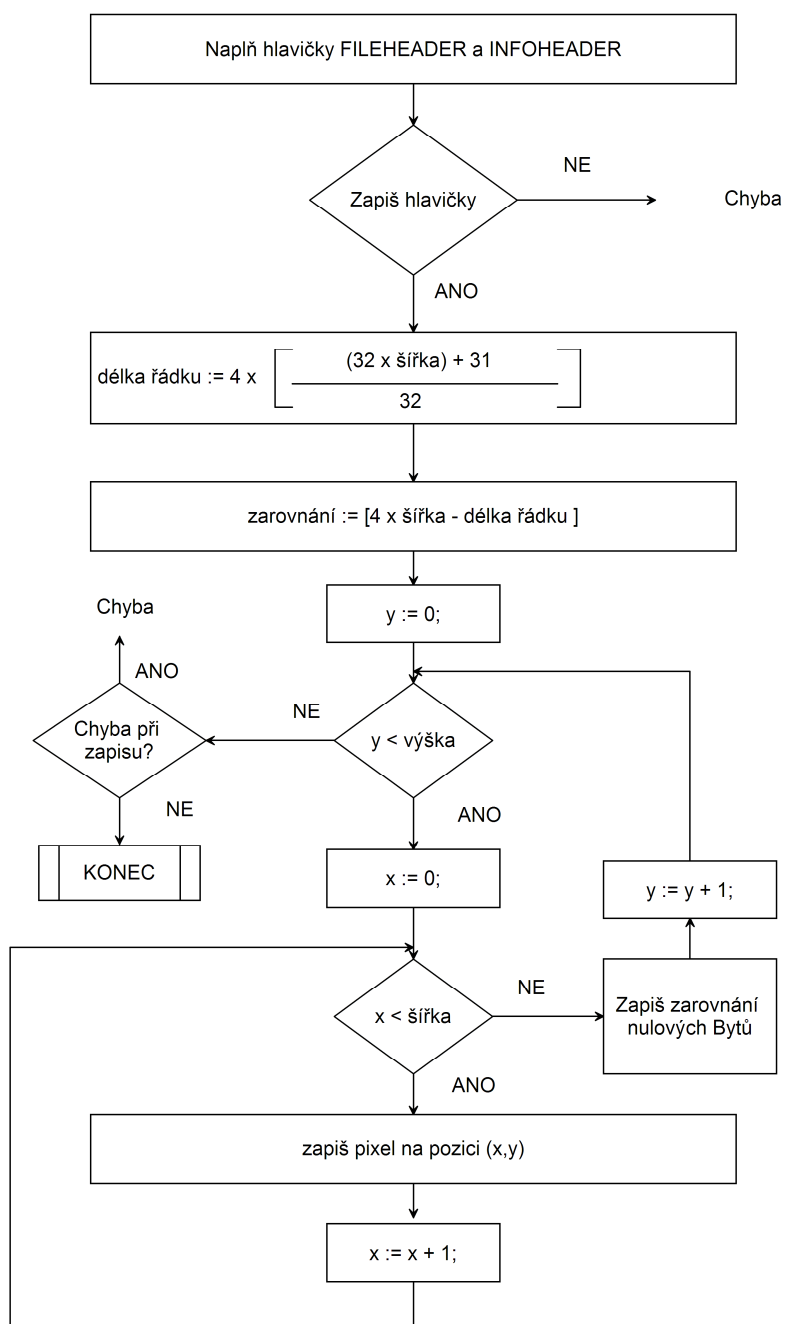 Naplň hlavičky FILEHEADER a INFOHEADER
NE
Zapiš hlavičky
Chyba
ANO
(32 x šířka) + 31
délka řádku := 4 x
32
zarovnání := [4 x šířka - délka řádku ]
y := 0;
Chyba
ANO
NE
Chyba při
zapisu?
y < výška
NE
ANO
KONEC
x := 0;
y := y + 1;
NE
x < šířka
Zapiš zarovnání
nulových Bytů
ANO
zapiš pixel na pozici (x,y)
x := x + 1;